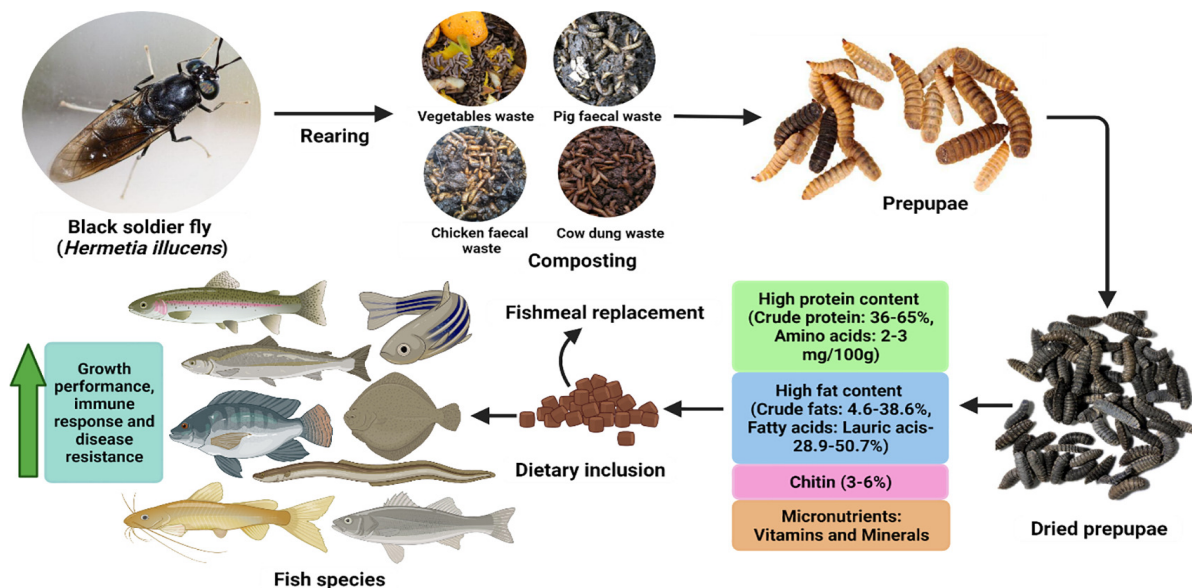 Rearing
Vegetables waste
Pig faecal waste
Prepupae
Black soldier fly
(Hermetia illucens)
Chicken faecal
waste
Cow dung waste
Composting
Fishmeal replacement
High protein content
(Crude protein: 36-65%,
Amino acids: 2-3
mg/100g)
Growth
performance,
immune
response and
disease
resistance
High fat content
(Crude fats: 4.6-38.6%,
Fatty acids: Lauric acis-
28.9-50.7%)
Dietary inclusion
Chitin (3-6%)
Micronutrients:
Vitamins and Minerals
Dried prepupae
Fish species